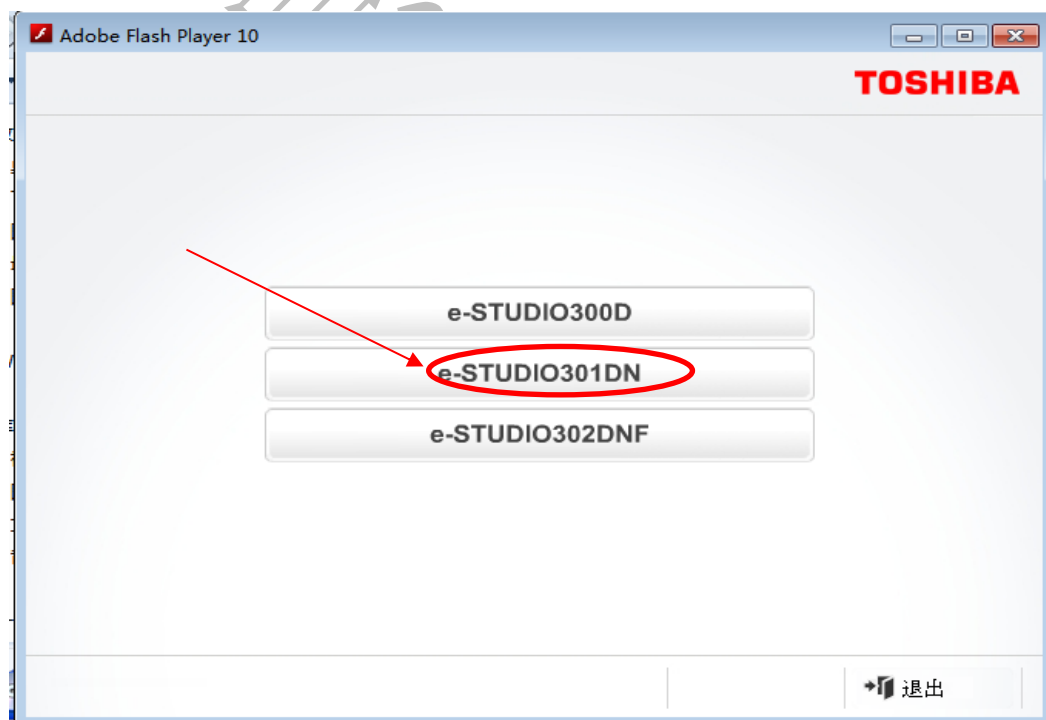 Adobe Flash Player 10
TOSHIBA
e-STUDIO300D
e-STUDIO301DN
e-STUDIO302DNF
退出